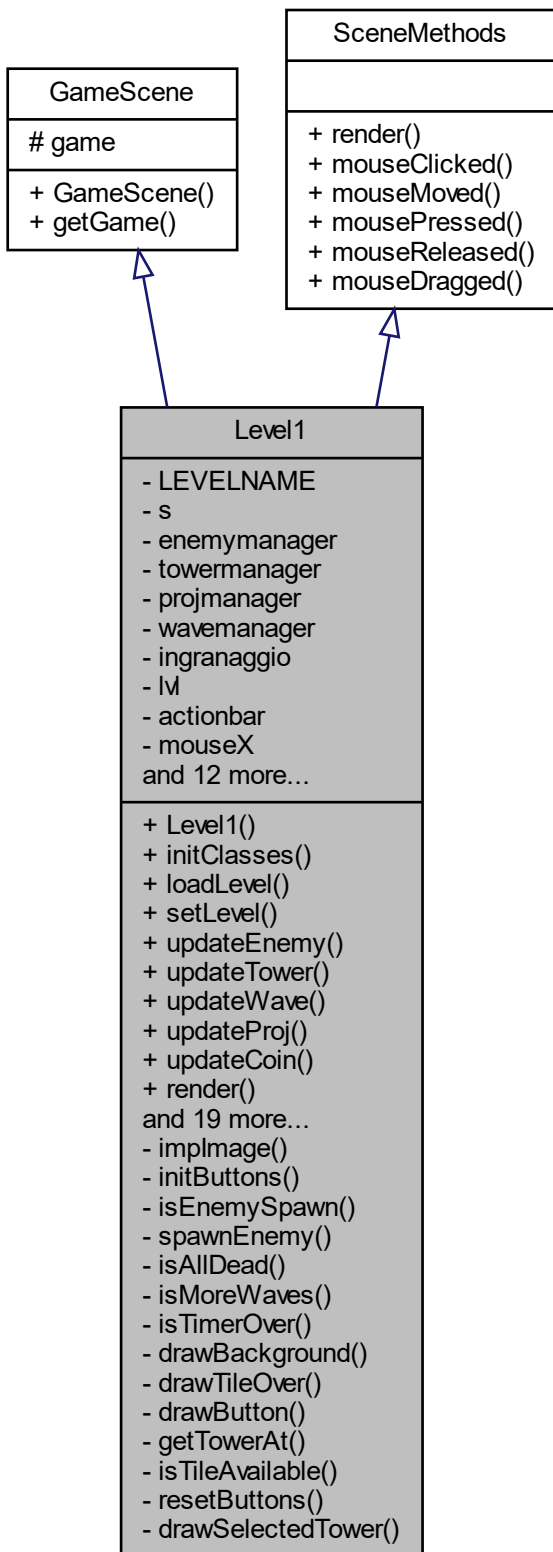 GameScene
# game
+ GameScene()
+ getGame()
SceneMethods
+ render()
+ mouseClicked()
+ mouseMoved()
+ mousePressed()
+ mouseReleased()
+ mouseDragged()
Level1
- LEVELNAME
- s
- enemymanager
- towermanager
- projmanager
- wavemanager
- ingranaggio
- lvl
- actionbar
- mouseX
and 12 more...
+ Level1()
+ initClasses()
+ loadLevel()
+ setLevel()
+ updateEnemy()
+ updateTower()
+ updateWave()
+ updateProj()
+ updateCoin()
+ render()
and 19 more...
- impImage()
- initButtons()
- isEnemySpawn()
- spawnEnemy()
- isAllDead()
- isMoreWaves()
- isTimerOver()
- drawBackground()
- drawTileOver()
- drawButton()
- getTowerAt()
- isTileAvailable()
- resetButtons()
- drawSelectedTower()